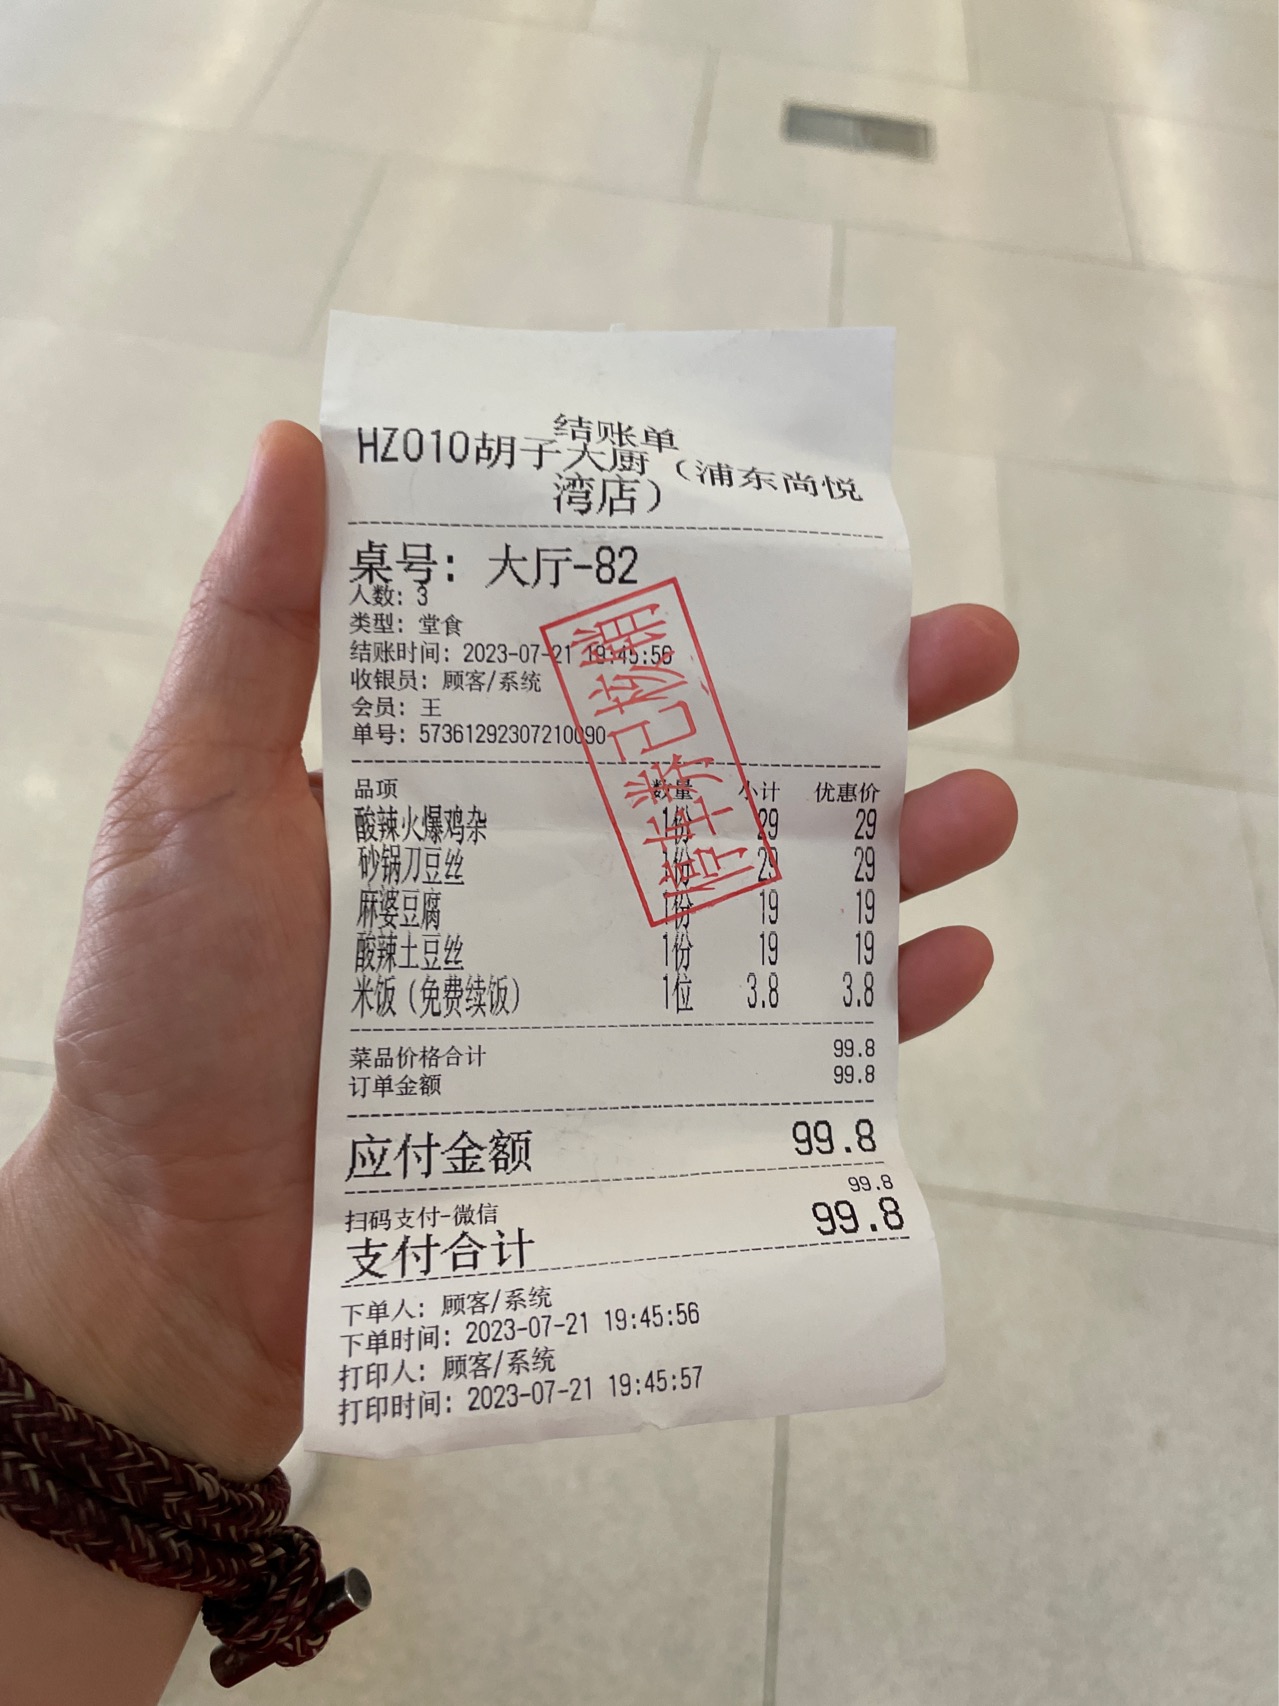 结账单
HZ010胡子大厨（浦东尚悦
湾店）
桌号：大厅-82
人数：3
类型：堂食
结账时间：2023-07-21 19:45:56
收银员：顾客/系统
会员：王
单号：57361292307210090
品项 数量 小计 优惠价
酸辣火爆鸡杂 1份 29 29
砂锅刀豆丝 1份 29 29
麻婆豆腐 1份 19 19
酸辣土豆丝 1份 19 19
米饭（免费续饭） 1位 3.8 3.8
菜品价格合计 99.8
订单金额 99.8
应付金额 99.8
扫码支付-微信 99.8
支付合计 99.8
下单人：顾客/系统
下单时间：2023-07-21 19:45:56
打印人：顾客/系统
打印时间：2023-07-21 19:45:57
停车券已核销